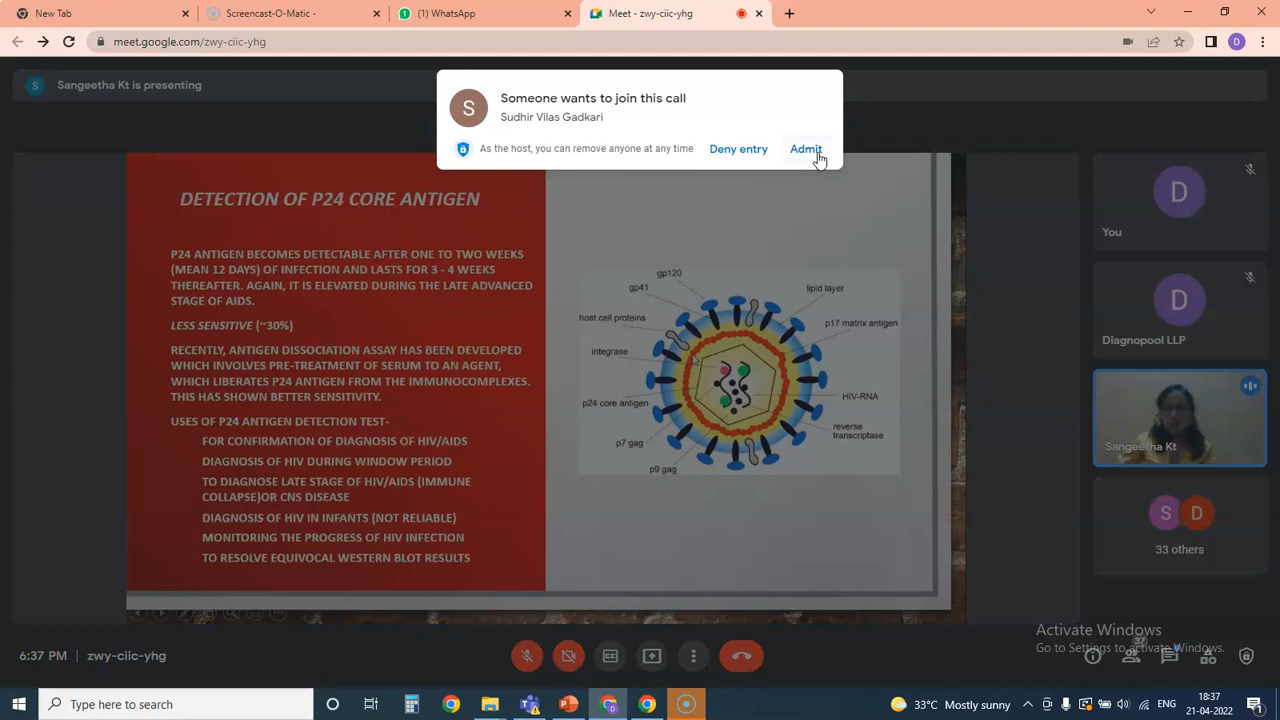 New Tab
Screencast-O-Matic
(1) WhatsApp
Meet - zwy-ciic-yhg
meet.google.com/zwy-ciic-yhg
D
S
Sangeetha Kt is presenting
S
Someone wants to join this call
Sudhir Vilas Gadkari
As the host, you can remove anyone at any time
Deny entry
Admit
DETECTION OF P24 CORE ANTIGEN
P24 ANTIGEN BECOMES DETECTABLE AFTER ONE TO TWO WEEKS
(MEAN 12 DAYS) OF INFECTION AND LASTS FOR 3 - 4 WEEKS
THEREAFTER. AGAIN, IT IS ELEVATED DURING THE LATE ADVANCED
STAGE OF AIDS.
LESS SENSITIVE (~30%)
RECENTLY, ANTIGEN DISSOCIATION ASSAY HAS BEEN DEVELOPED
WHICH INVOLVES PRE-TREATMENT OF SERUM TO AN AGENT,
WHICH LIBERATES P24 ANTIGEN FROM THE IMMUNOCOMPLEXES.
THIS HAS SHOWN BETTER SENSITIVITY.
USES OF P24 ANTIGEN DETECTION TEST-
FOR CONFIRMATION OF DIAGNOSIS OF HIV/AIDS
DIAGNOSIS OF HIV DURING WINDOW PERIOD
TO DIAGNOSE LATE STAGE OF HIV/AIDS (IMMUNE
COLLAPSE)OR CNS DISEASE
DIAGNOSIS OF HIV IN INFANTS (NOT RELIABLE)
MONITORING THE PROGRESS OF HIV INFECTION
TO RESOLVE EQUIVOCAL WESTERN BLOT RESULTS
gp120
gp41
host cell proteins
integrase
p24 core antigen
p7 gag
p9 gag
lipid layer
p17 matrix antigen
HIV-RNA
reverse
transcriptase
D
You
D
Diagnopool LLP
Sangeetha Kt
S D
33 others
Activate Windows
Go to Settings to activate Windows.
6:37 PM
zwy-ciic-yhg
37
Type here to search
33°C Mostly sunny
ENG
18:37
21-04-2022